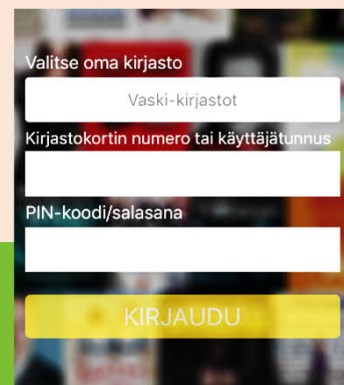 Valitse oma kirjasto
Vaski-kirjastot
Kirjastokortin numero tai käyttäjätunnus
PIN-koodi/salasana
KIRJAUDU